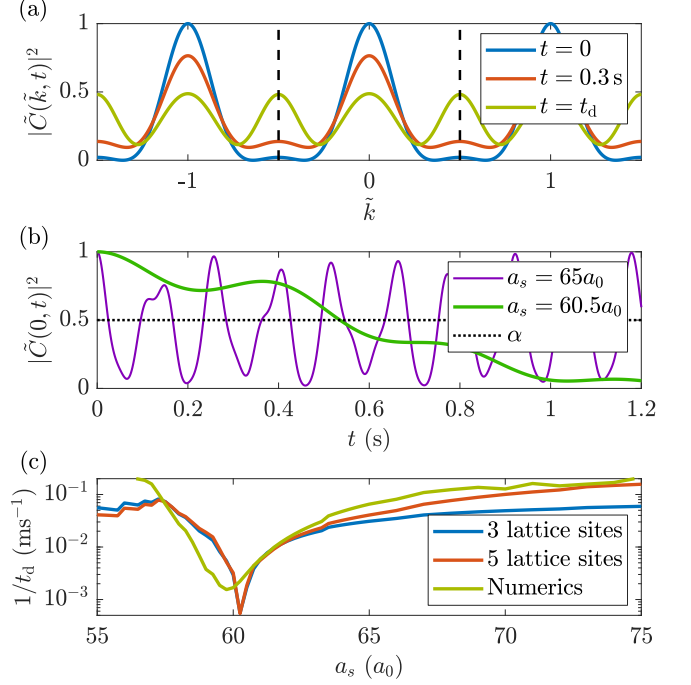 (a)
|C̃(k̃, t)|²
1
0.5
0
t = 0
t = 0.3 s
t = t_d
-1
0
1
k̃
(b)
|C̃(0, t)|²
1
0.5
0
a_s = 65a_0
a_s = 60.5a_0
α
0
0.2
0.4
0.6
0.8
1
1.2
t (s)
(c)
1/t_d (ms⁻¹)
10⁻¹
10⁻²
10⁻³
3 lattice sites
5 lattice sites
Numerics
55
60
65
70
75
a_s (a_0)